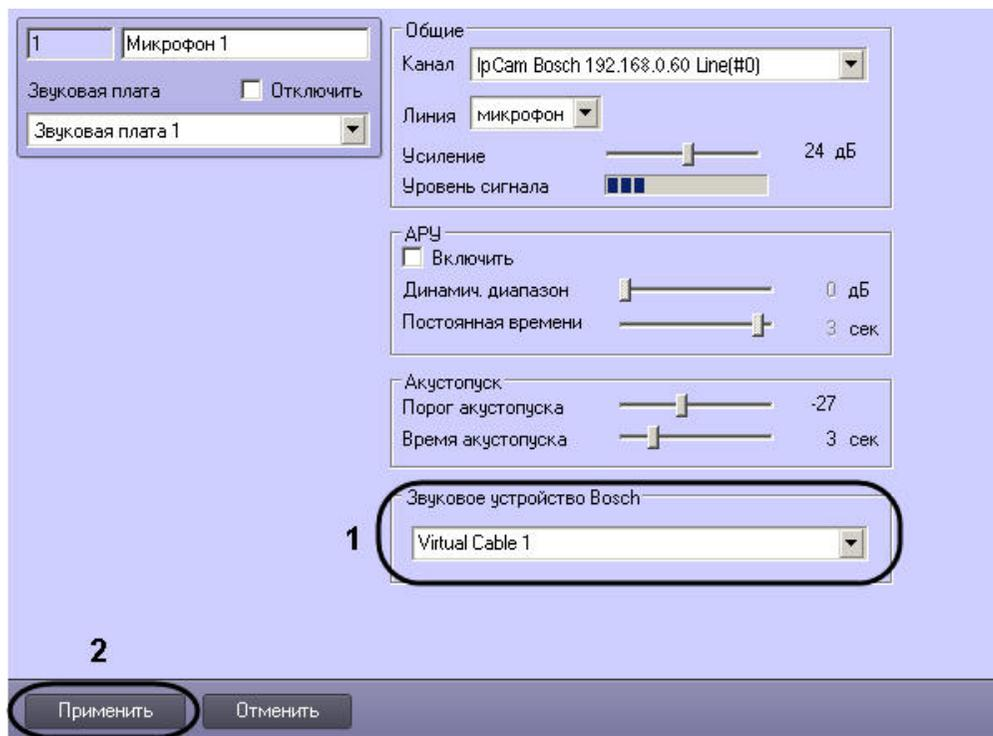 1 Микрофон 1
Звуковая плата Отключить
Звуковая плата 1
Общие
Канал IpCam Bosch 192.168.0.60 Line(#0)
Линия микрофон
Усиление 24 дБ
Уровень сигнала
АРУ
Включить
Динамич. диапазон 0 дБ
Постоянная времени 3 сек
Акустопуск
Порог акустопуска -27
Время акустопуска 3 сек
Звуковое устройство Bosch
1 Virtual Cable 1
2
Применить Отменить